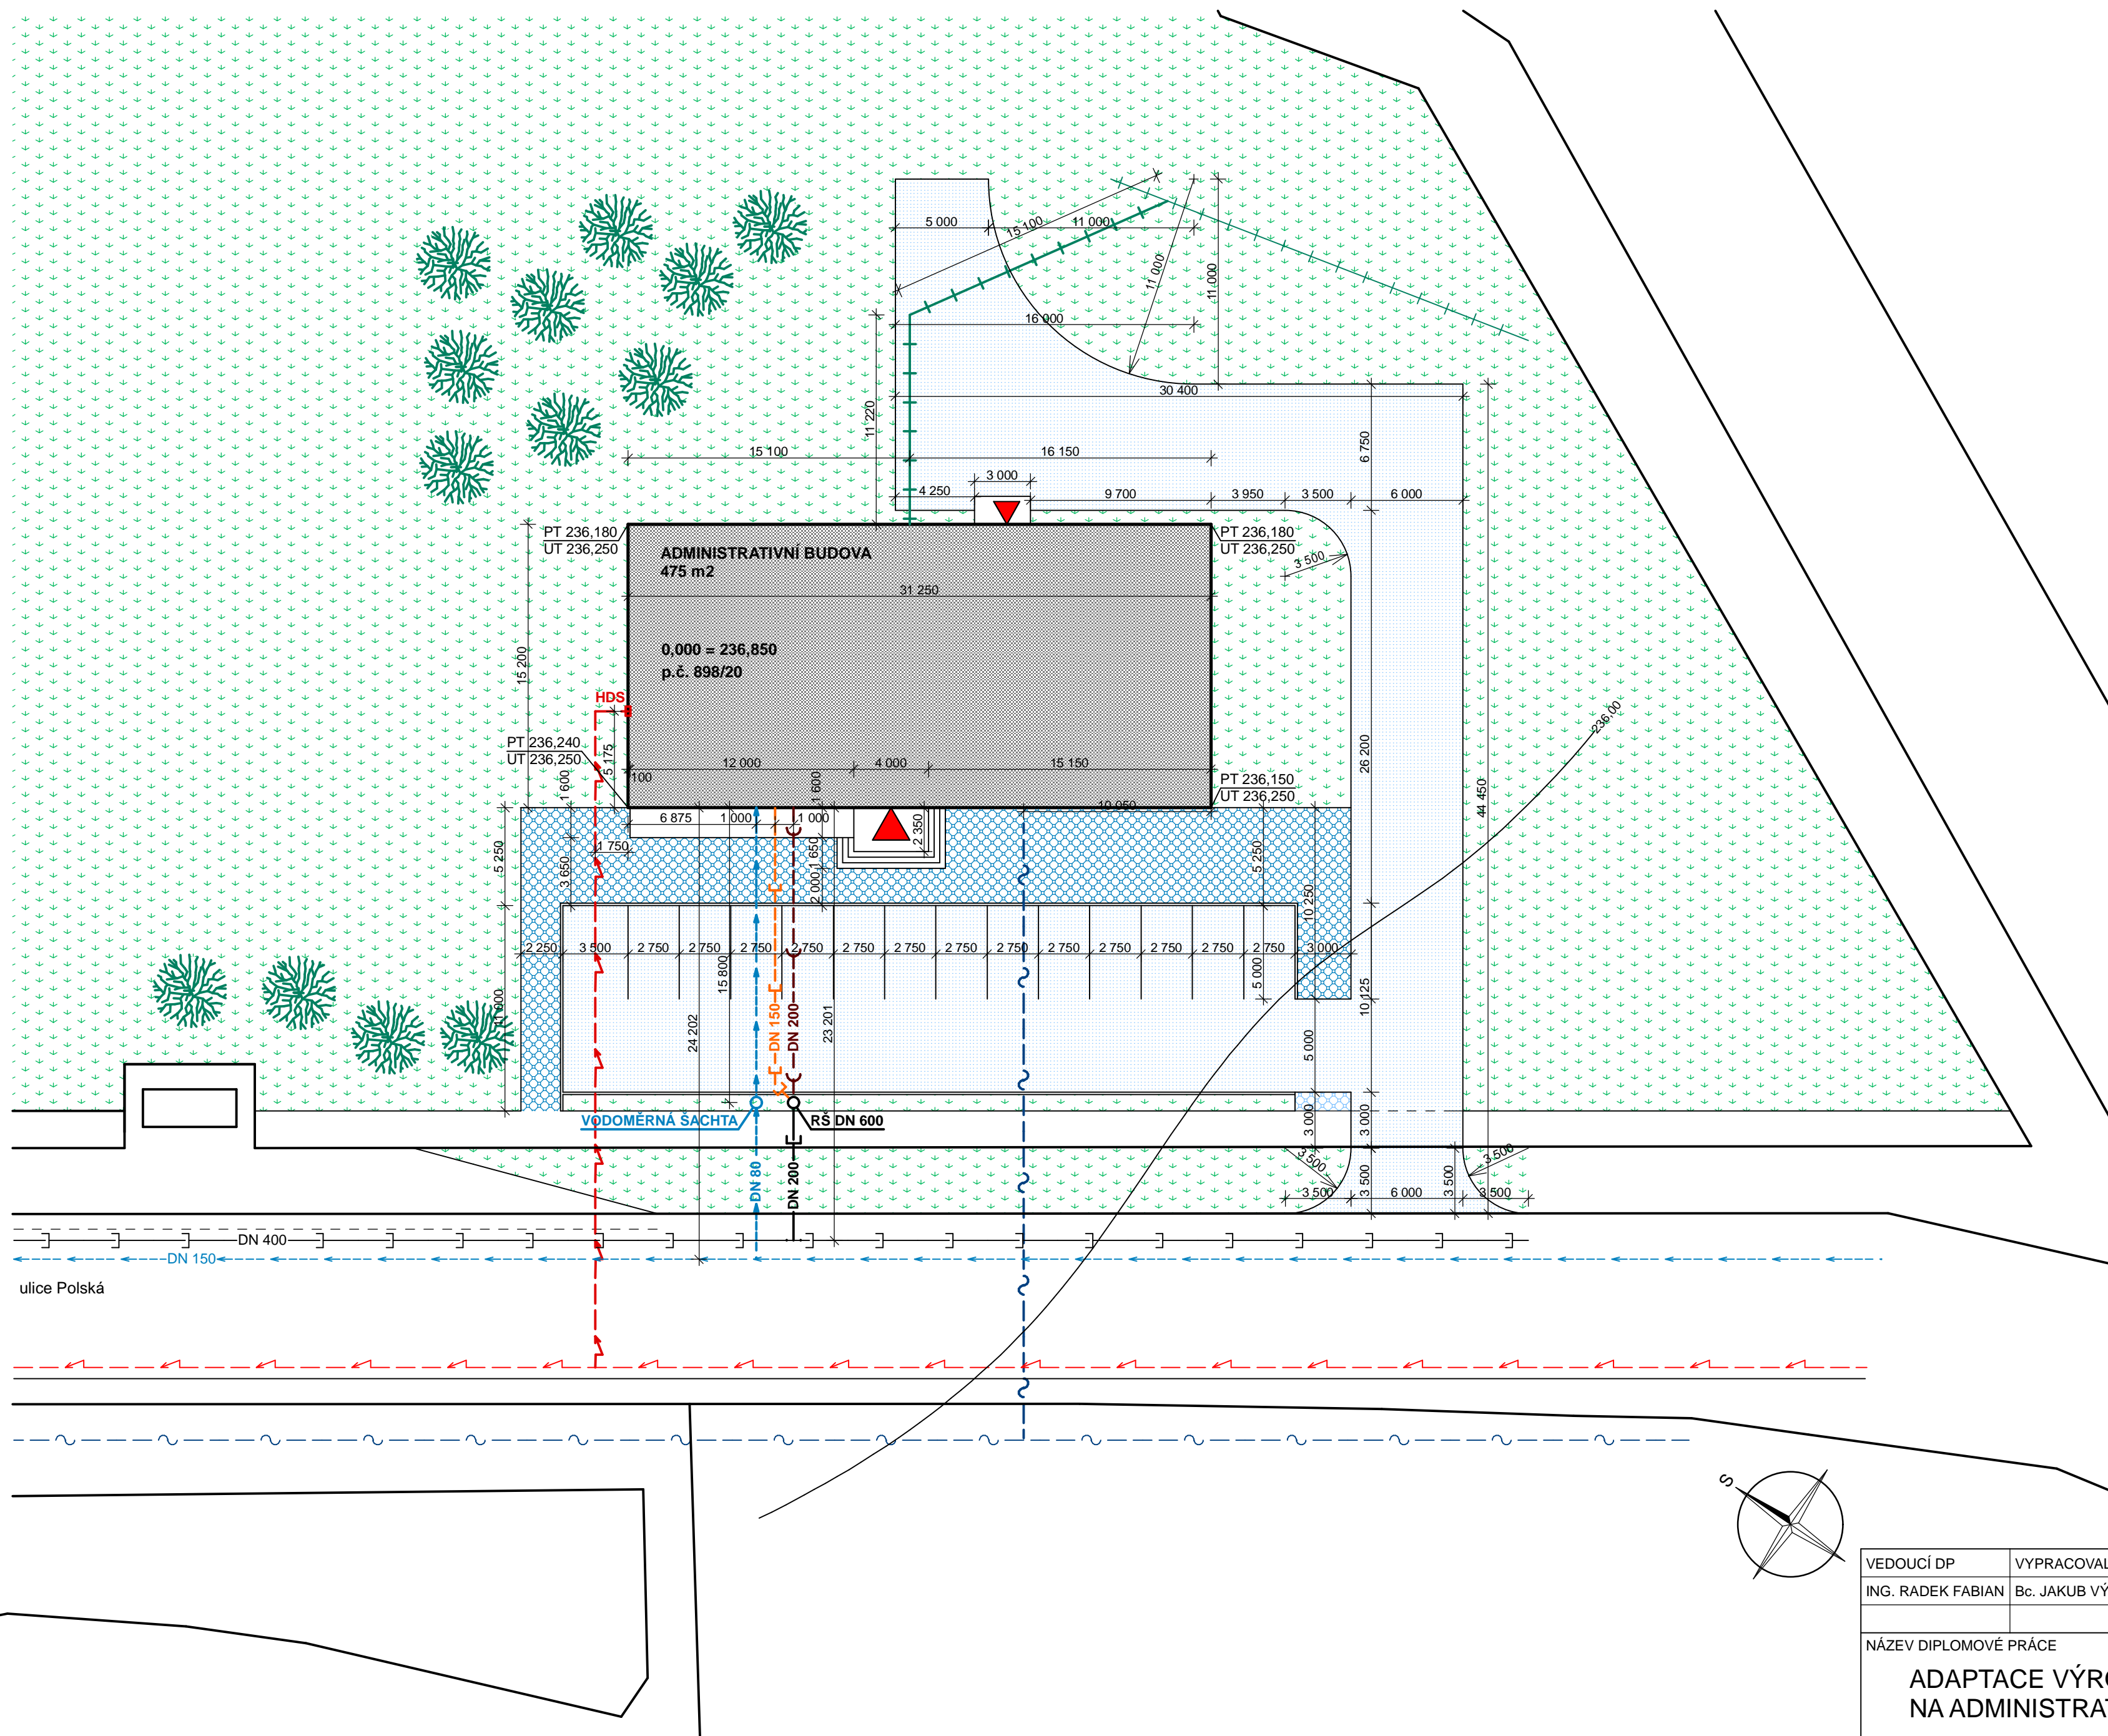 5 000
15 100
11 000
11 000
11 000
16 000
30 400
11 220
6 750
15 100
16 150
3 000
4 250
9 700
3 950
3 500
6 000
PT 236,180
UT 236,250
PT 236,180
UT 236,250
ADMINISTRATIVNÍ BUDOVA
475 m2
3 500
31 250
15 200
0,000 = 236,850
p.č. 898/20
HDS
236,00
PT 236,240
UT 236,250
5 175
26 200
12 000
4 000
15 150
100
PT 236,150
UT 236,250
1 600
1 600
44 450
10 050
6 875
1 000
1 000
2 350
1 750
5 250
3 650
1 650
2 000
5 250
10 250
2 250
3 500
2 750
2 750
2 750
2 750
2 750
2 750
2 750
2 750
2 750
2 750
2 750
2 750
2 750
3 000
15 800
5 000
11 000
10 125
24 202
DN 150
DN 200
23 201
5 000
VODOMĚRNÁ ŠACHTA
RŠ DN 600
3 000
3 000
3 500
3 500
DN 80
DN 200
3 500
3 500
3 500
6 000
3 500
DN 400
DN 150
ulice Polská
S
VEDOUCÍ DP
VYPRACOVAL
ING. RADEK FABIAN
Bc. JAKUB VÝ
NÁZEV DIPLOMOVÉ PRÁCE
ADAPTACE VÝR
NA ADMINISTRAT